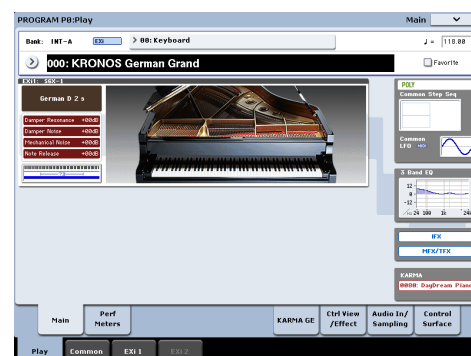 PROGRAM P0:Play
Main
Bank: INT-A
EXi
> 00: Keyboard
♩ = 118.00
000: KRONOS German Grand
Favorite
EXI1: SGX-1
German D 2 s
Damper Resonance +00dB
Damper Noise +00dB
Mechanical Noise +00dB
Note Release +00dB
POLY
Common Step Seq
Common
LFO
3 Band EQ
12
0
-12
24 100 1k 24k
IFX
MFX/TFX
KARMA
0080: DayDream Piano
Main
Perf
Meters
KARMA GE
Ctrl View
/Effect
Audio In/
Sampling
Control
Surface
Play
Common
EXi 1
EXi 2